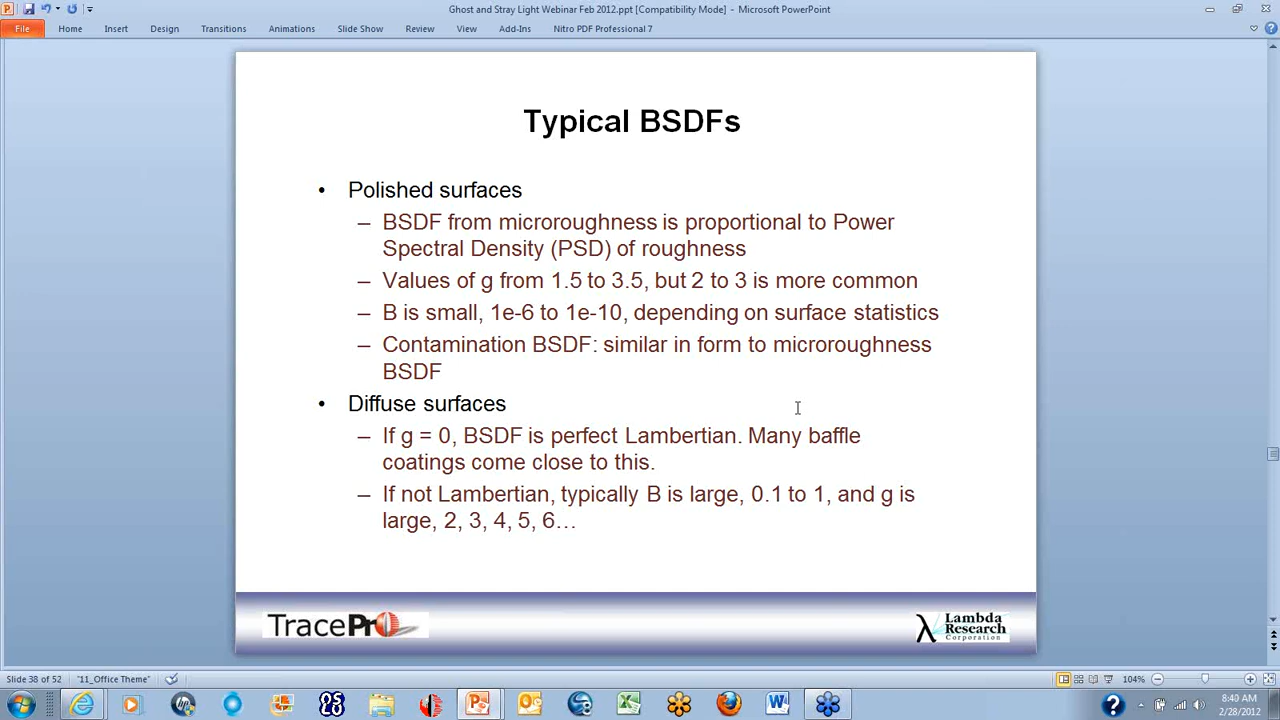 Ghost and Stray Light Webinar Feb 2012.ppt [Compatibility Mode] - Microsoft PowerPoint
File Home Insert Design Transitions Animations Slide Show Review View Add-Ins Nitro PDF Professional 7
Typical BSDFs
• Polished surfaces
– BSDF from microroughness is proportional to Power
Spectral Density (PSD) of roughness
– Values of g from 1.5 to 3.5, but 2 to 3 is more common
– B is small, 1e-6 to 1e-10, depending on surface statistics
– Contamination BSDF: similar in form to microroughness
BSDF
• Diffuse surfaces
– If g = 0, BSDF is perfect Lambertian. Many baffle
coatings come close to this.
– If not Lambertian, typically B is large, 0.1 to 1, and g is
large, 2, 3, 4, 5, 6…
TracePro
λ Lambda
Research
Corporation
Slide 38 of 52 "11_Office Theme" 104%
8:40 AM
2/28/2012